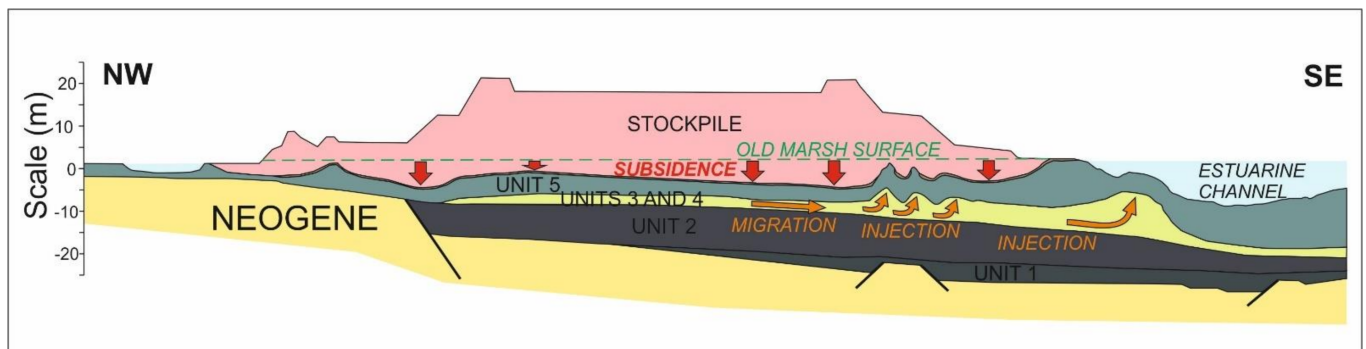 NW
SE
Scale (m)
20
10
0
-10
-20
STOCKPILE
OLD MARSH SURFACE
SUBSIDENCE
ESTUARINE
CHANNEL
UNIT 5
UNITS 3 AND 4
NEOGENE
UNIT 2
MIGRATION
INJECTION
INJECTION
UNIT 1